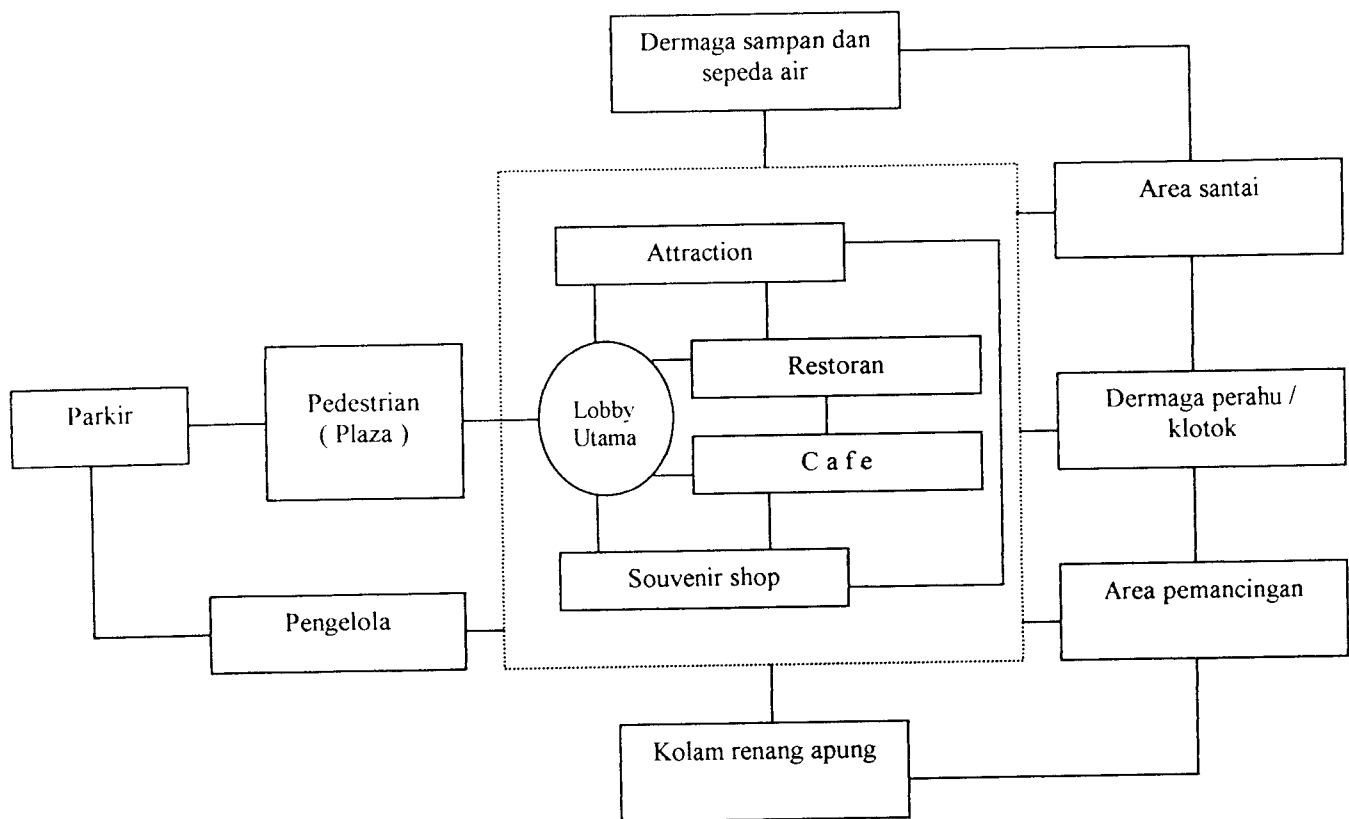 Dermaga sampan dan
sepeda air
Area santai
Attraction
Restoran
Parkir
Pedestrian
( Plaza )
Lobby
Utama
Dermaga perahu /
klotok
C a f e
Souvenir shop
Area pemancingan
Pengelola
Kolam renang apung